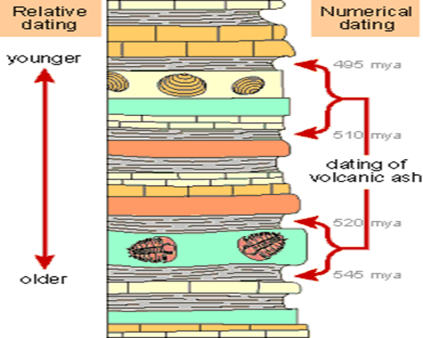 Relative
dating
Numerical
dating
younger
495 mya
510 mya
dating of
volcanic ash
520 mya
545 mya
older